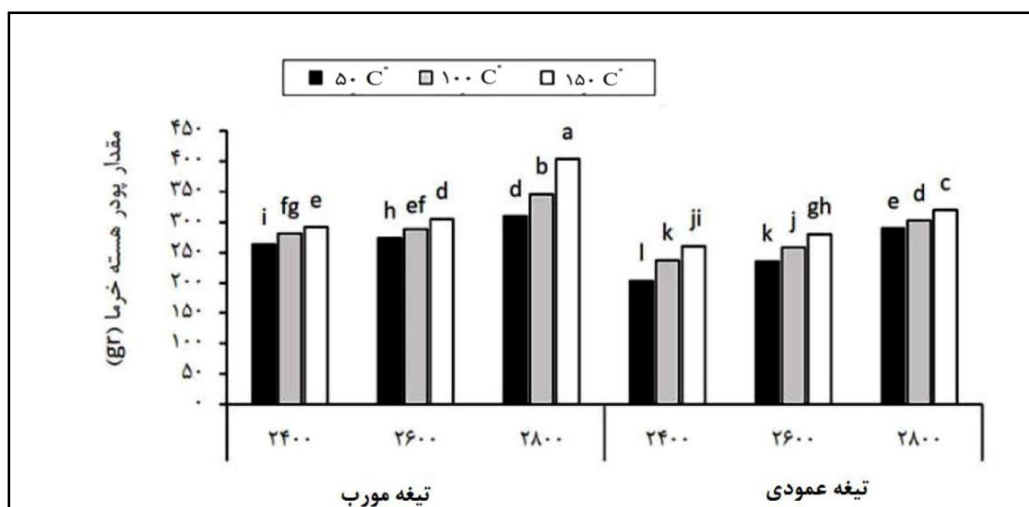 ۵۰ C° ۱۰۰ C° ۱۵۰ C°
مقدار پودر هسته خرما (gr)
۴۵۰
۴۰۰
۳۵۰
۳۰۰
۲۵۰
۲۰۰
۱۵۰
۱۰۰
۵۰
۰
i fg e h ef d d b a l k ji k j gh e d c
۲۴۰۰ ۲۶۰۰ ۲۸۰۰ ۲۴۰۰ ۲۶۰۰ ۲۸۰۰
تیغه مورب تیغه عمودی